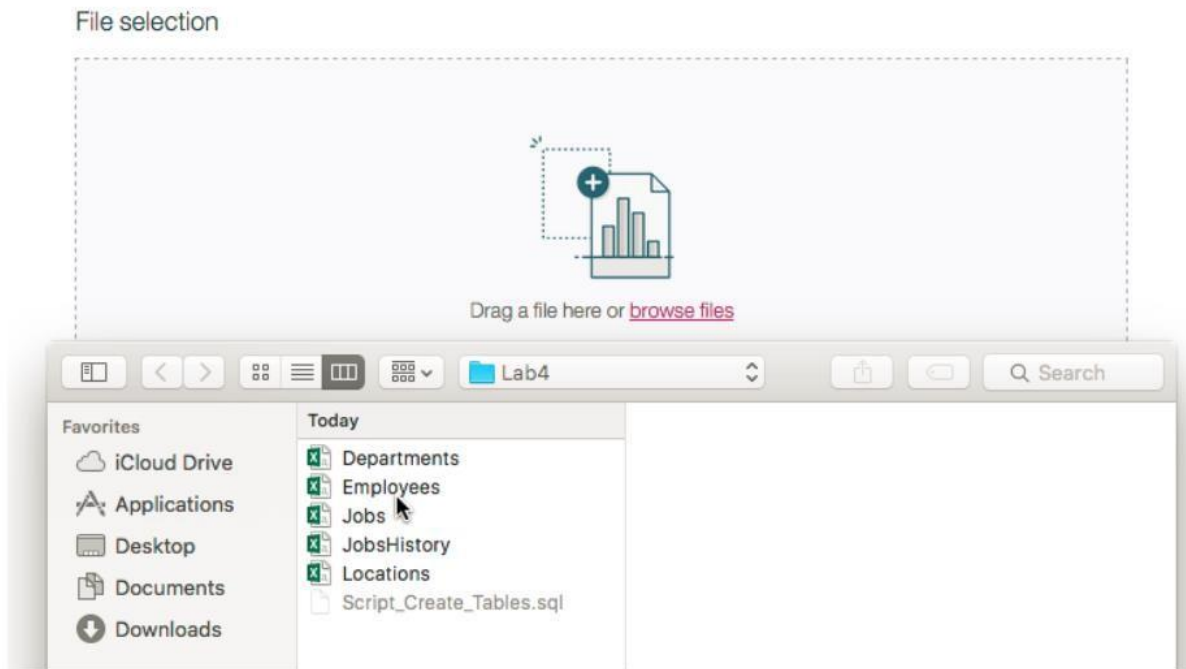 File selection
Drag a file here or browse files
Lab4
Search
Favorites
iCloud Drive
Applications
Desktop
Documents
Downloads
Today
Departments
Employees
Jobs
JobsHistory
Locations
Script_Create_Tables.sql